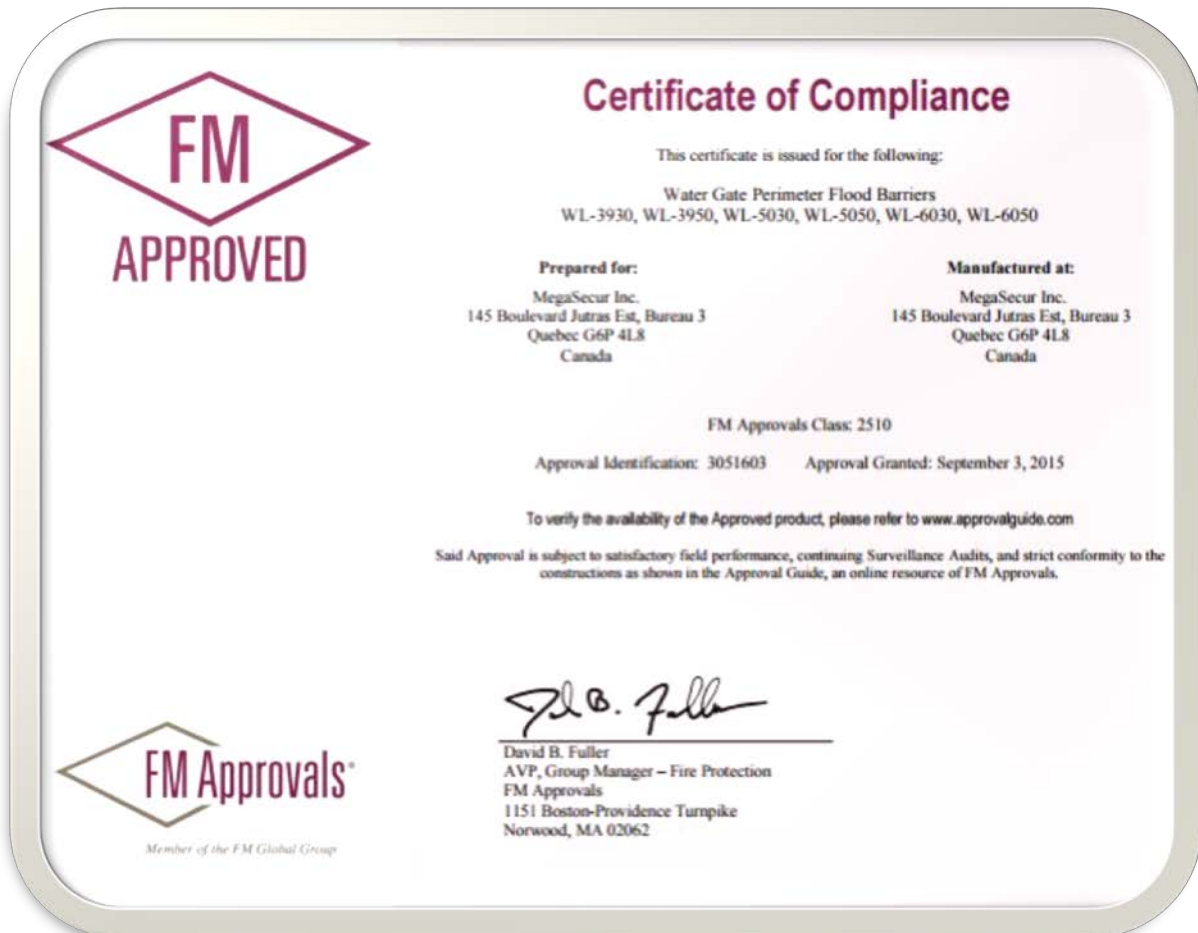 FM
APPROVED
Certificate of Compliance
This certificate is issued for the following:
Water Gate Perimeter Flood Barriers
WL-3930, WL-3950, WL-5030, WL-5050, WL-6030, WL-6050
Prepared for:
MegaSecur Inc.
145 Boulevard Jutras Est, Bureau 3
Quebec G6P 4L8
Canada
Manufactured at:
MegaSecur Inc.
145 Boulevard Jutras Est, Bureau 3
Quebec G6P 4L8
Canada
FM Approvals Class: 2510
Approval Identification: 3051603 Approval Granted: September 3, 2015
To verify the availability of the Approved product, please refer to www.approvalguide.com
Said Approval is subject to satisfactory field performance, continuing Surveillance Audits, and strict conformity to the
constructions as shown in the Approval Guide, an online resource of FM Approvals.
David B. Fuller
AVP, Group Manager – Fire Protection
FM Approvals
1151 Boston-Providence Turnpike
Norwood, MA 02062
FM Approvals
Member of the FM Global Group